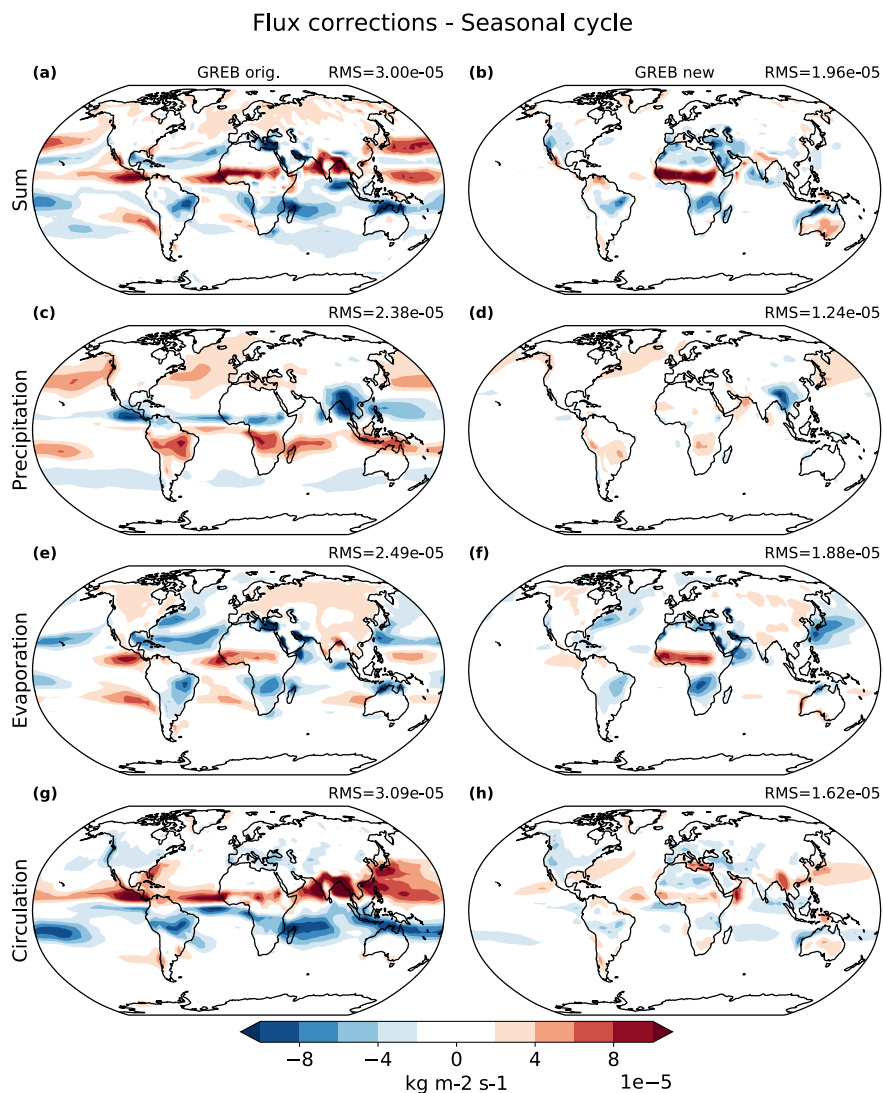 Flux corrections - Seasonal cycle
(a) GREB orig. RMS=3.00e-05
(b) GREB new RMS=1.96e-05
Sum
(c) RMS=2.38e-05
(d) RMS=1.24e-05
Precipitation
(e) RMS=2.49e-05
(f) RMS=1.88e-05
Evaporation
(g) RMS=3.09e-05
(h) RMS=1.62e-05
Circulation
−8 −4 0 4 8
kg m-2 s-1 1e−5